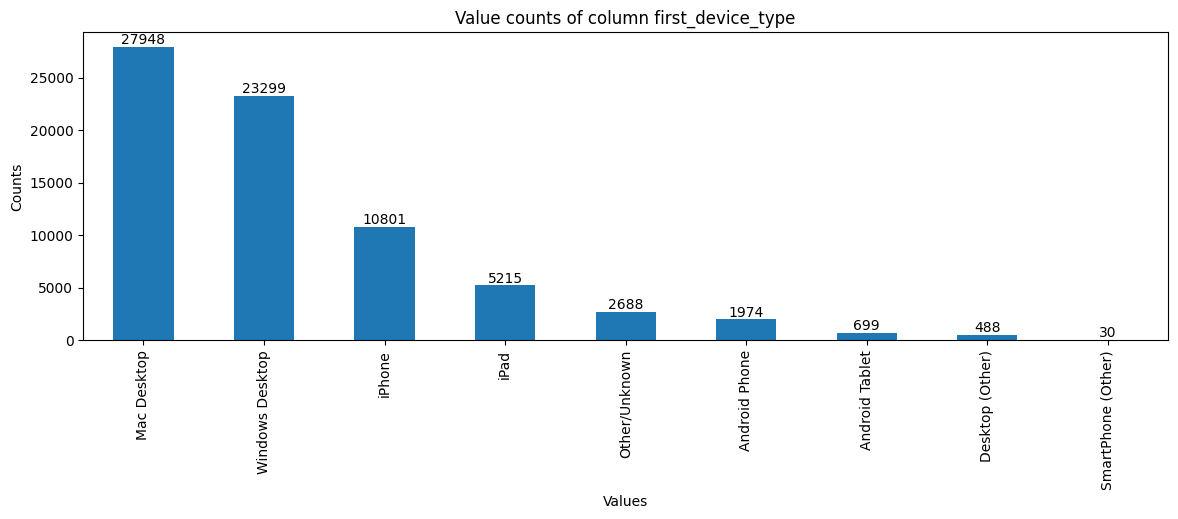 Value counts of column first_device_type
Counts
25000
20000
15000
10000
5000
0
27948
23299
10801
5215
2688
1974
699
488
30
Mac Desktop
Windows Desktop
iPhone
iPad
Other/Unknown
Android Phone
Android Tablet
Desktop (Other)
SmartPhone (Other)
Values